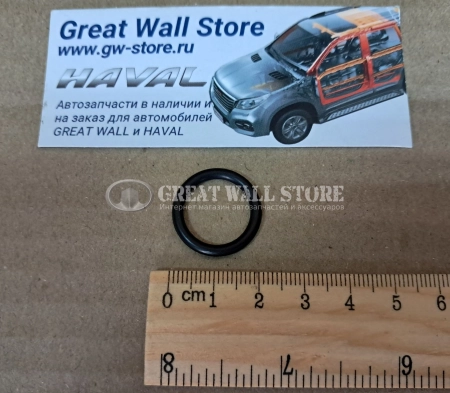 Great Wall Store
www.gw-store.ru
HAVAL
Автозапчасти в наличии и
на заказ для автомобилей
GREAT WALL и HAVAL
GREAT WALL STORE
Интернет магазин автозапчастей и аксессуаров
0 cm 1 2 3 4 5 6
8 7 6